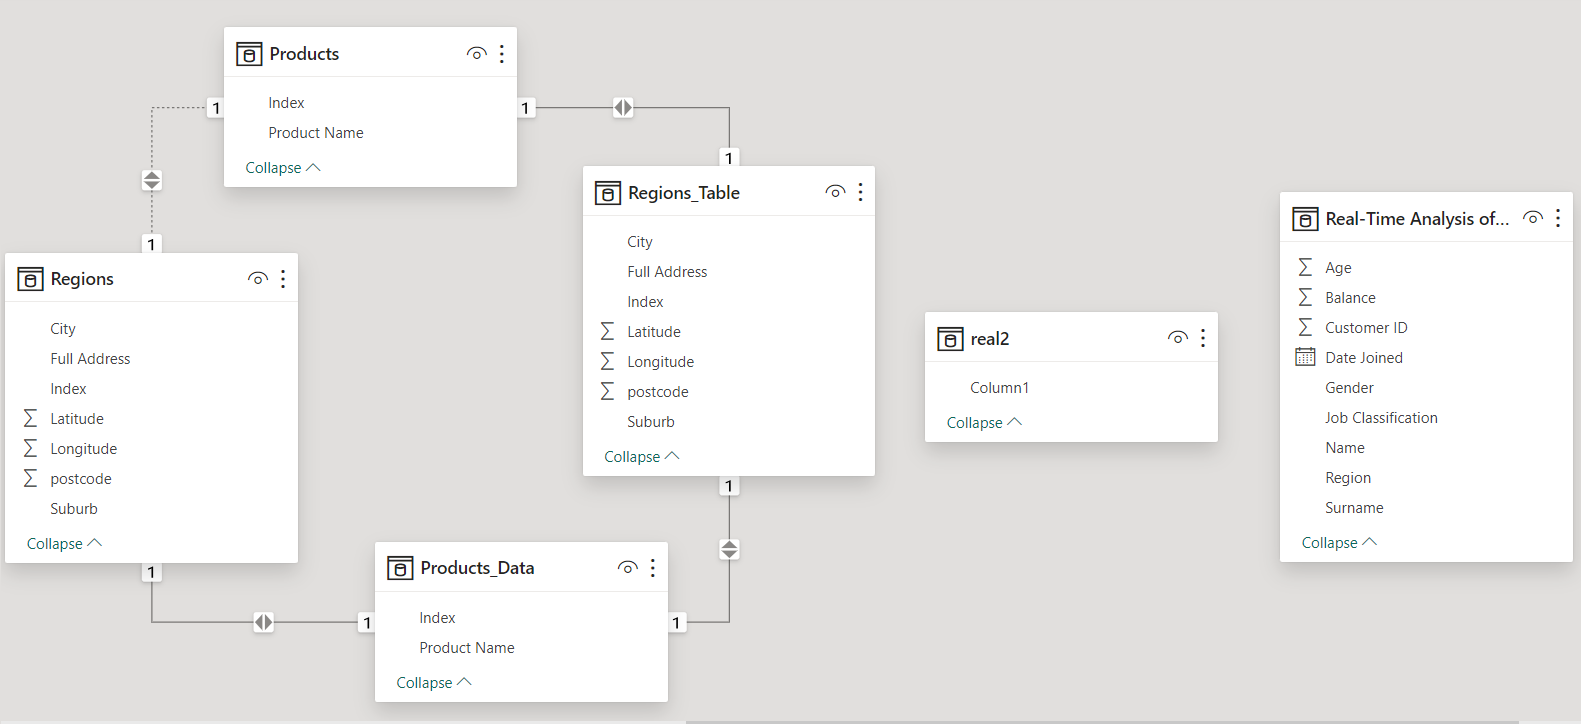 Products
Index
Product Name
Collapse
1
1
1
1
Regions
City
Full Address
Index
Latitude
Longitude
postcode
Suburb
Collapse
1
Regions_Table
City
Full Address
Index
Latitude
Longitude
postcode
Suburb
Collapse
1
Products_Data
Index
Product Name
Collapse
1
1
real2
Column1
Collapse
Real-Time Analysis of...
Age
Balance
Customer ID
Date Joined
Gender
Job Classification
Name
Region
Surname
Collapse